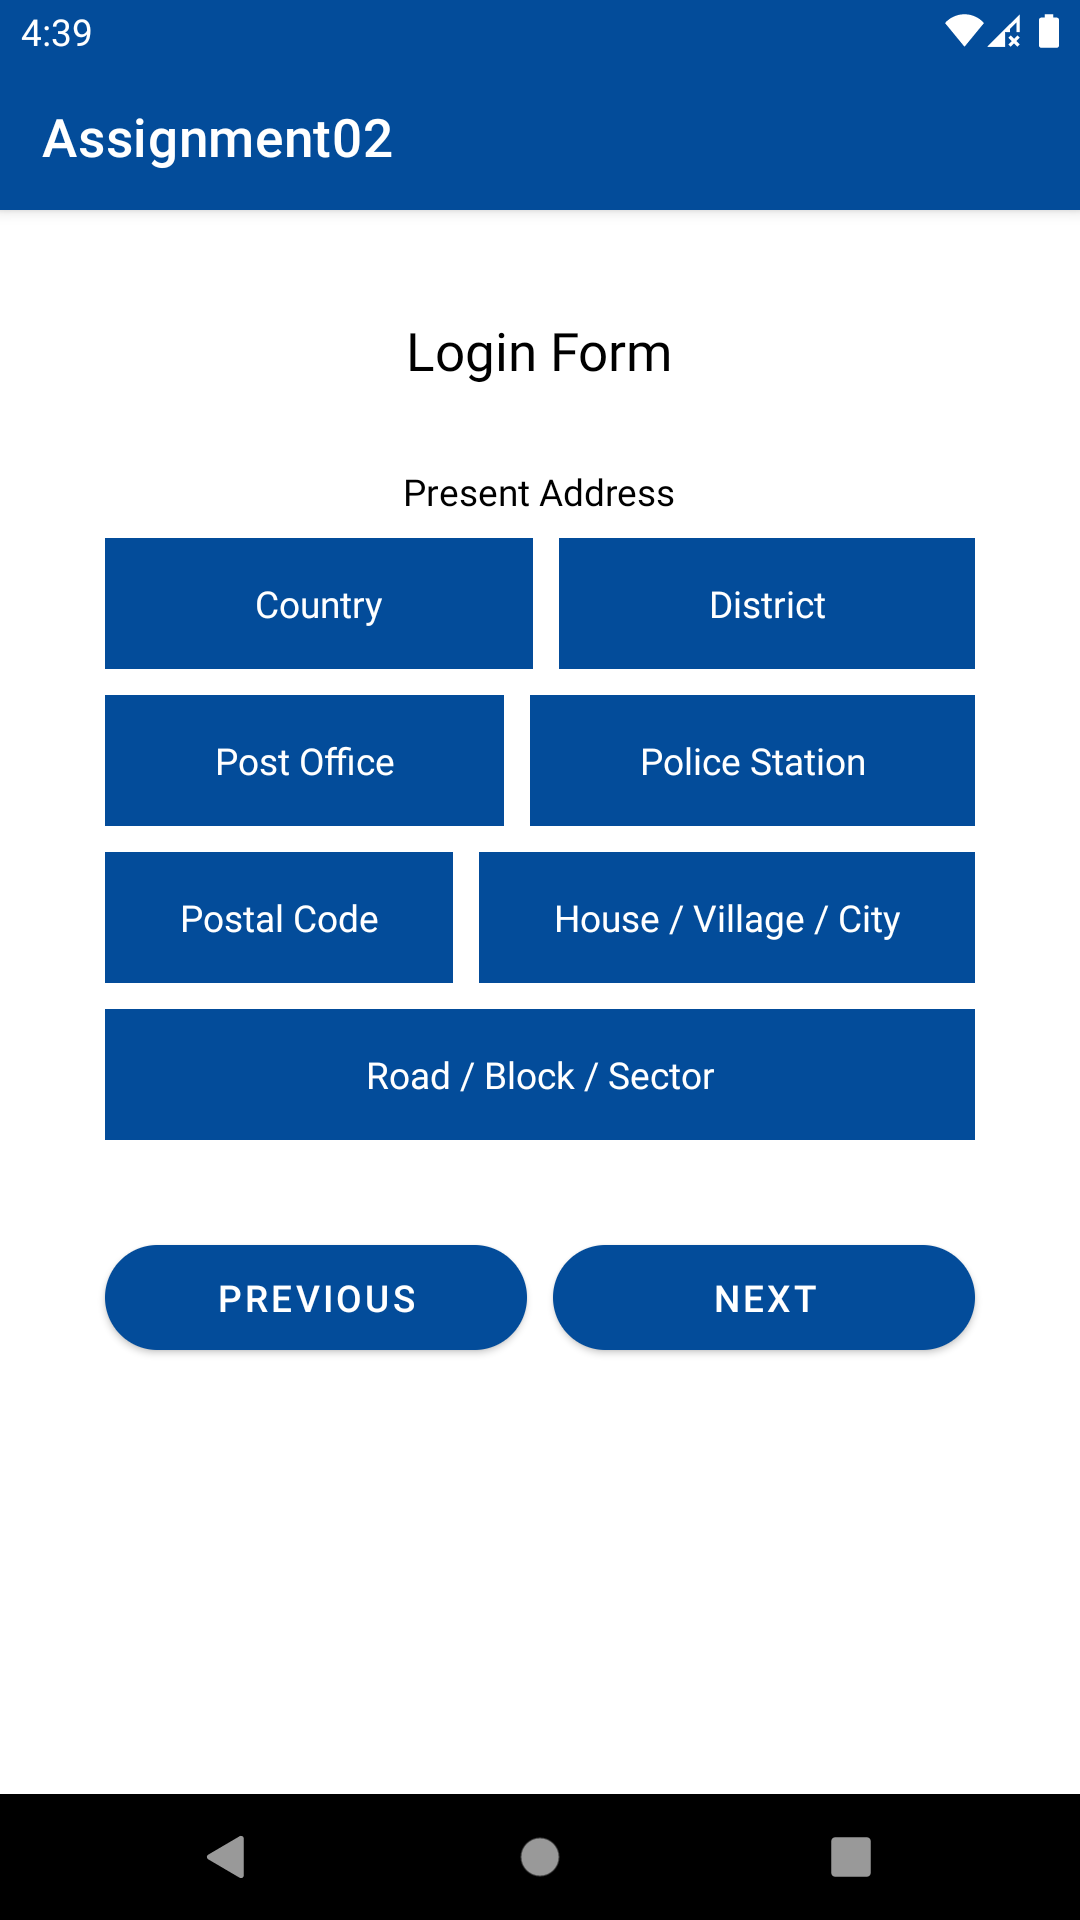 4:39
Assignment02
Login Form
Present Address
Country District
Post Office Police Station
Postal Code House / Village / City
Road / Block / Sector
PREVIOUS NEXT